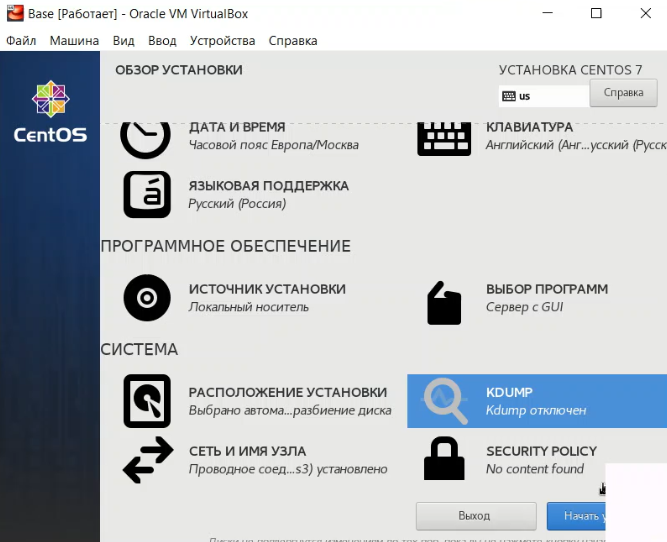 Base [Работает] - Oracle VM VirtualBox
Файл Машина Вид Ввод Устройства Справка
CentOS
ОБЗОР УСТАНОВКИ
УСТАНОВКА CENTOS 7
us
Справка
ДАТА И ВРЕМЯ
Часовой пояс Европа/Москва
КЛАВИАТУРА
Английский (Анг...усский (Русск
ЯЗЫКОВАЯ ПОДДЕРЖКА
Русский (Россия)
ПРОГРАММНОЕ ОБЕСПЕЧЕНИЕ
ИСТОЧНИК УСТАНОВКИ
Локальный носитель
ВЫБОР ПРОГРАММ
Сервер с GUI
СИСТЕМА
РАСПОЛОЖЕНИЕ УСТАНОВКИ
Выбрано автома...разбиение диска
KDUMP
Kdump отключен
СЕТЬ И ИМЯ УЗЛА
Проводное соед...s3) установлено
SECURITY POLICY
No content found
Выход
Начать у